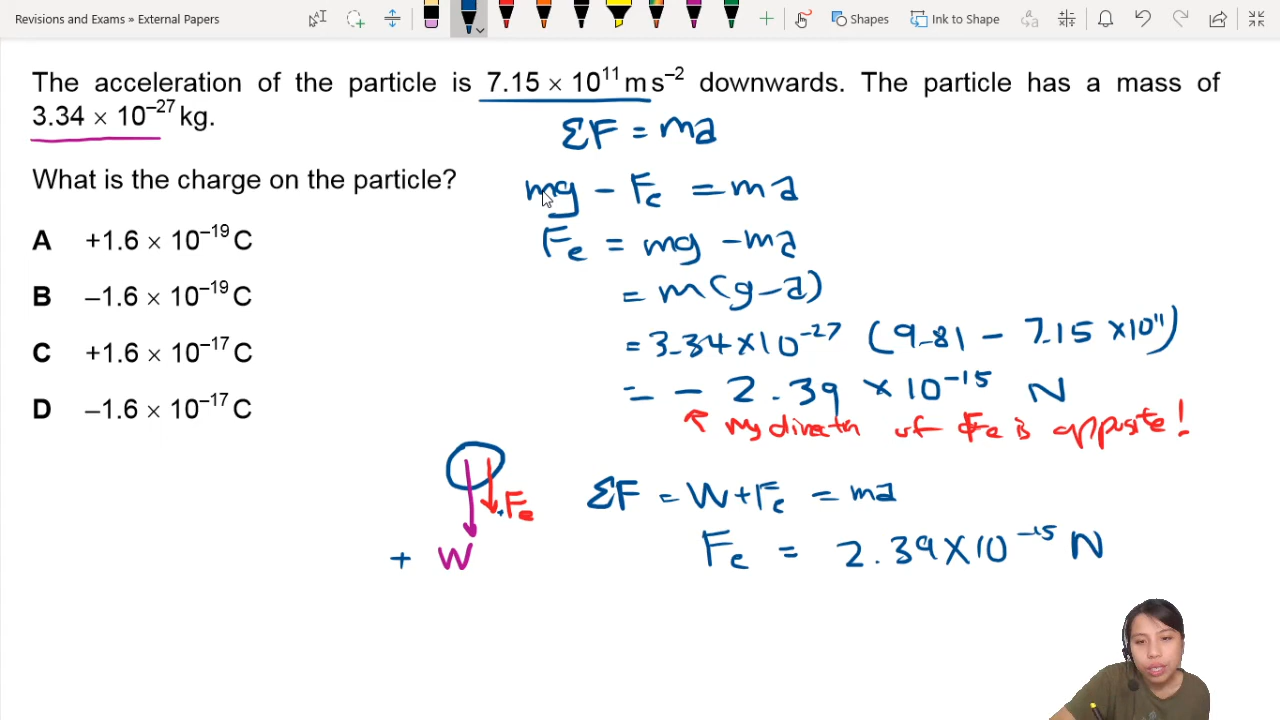 Revisions and Exams » External Papers
Shapes
Ink to Shape
The acceleration of the particle is 7.15 × 10¹¹ m s⁻² downwards. The particle has a mass of
3.34 × 10⁻²⁷ kg.
ΣF = ma
What is the charge on the particle?
mg − Fe = ma
A +1.6 × 10⁻¹⁹ C
Fe = mg − ma
B –1.6 × 10⁻¹⁹ C
= m(g − a)
C +1.6 × 10⁻¹⁷ C
= 3.34 × 10⁻²⁷ (9.81 − 7.15 × 10¹¹)
D –1.6 × 10⁻¹⁷ C
= − 2.39 × 10⁻¹⁵ N
my direction of Fe is opposite!
Fe
+ W
ΣF = W + Fe = ma
Fe = 2.39 × 10⁻¹⁵ N